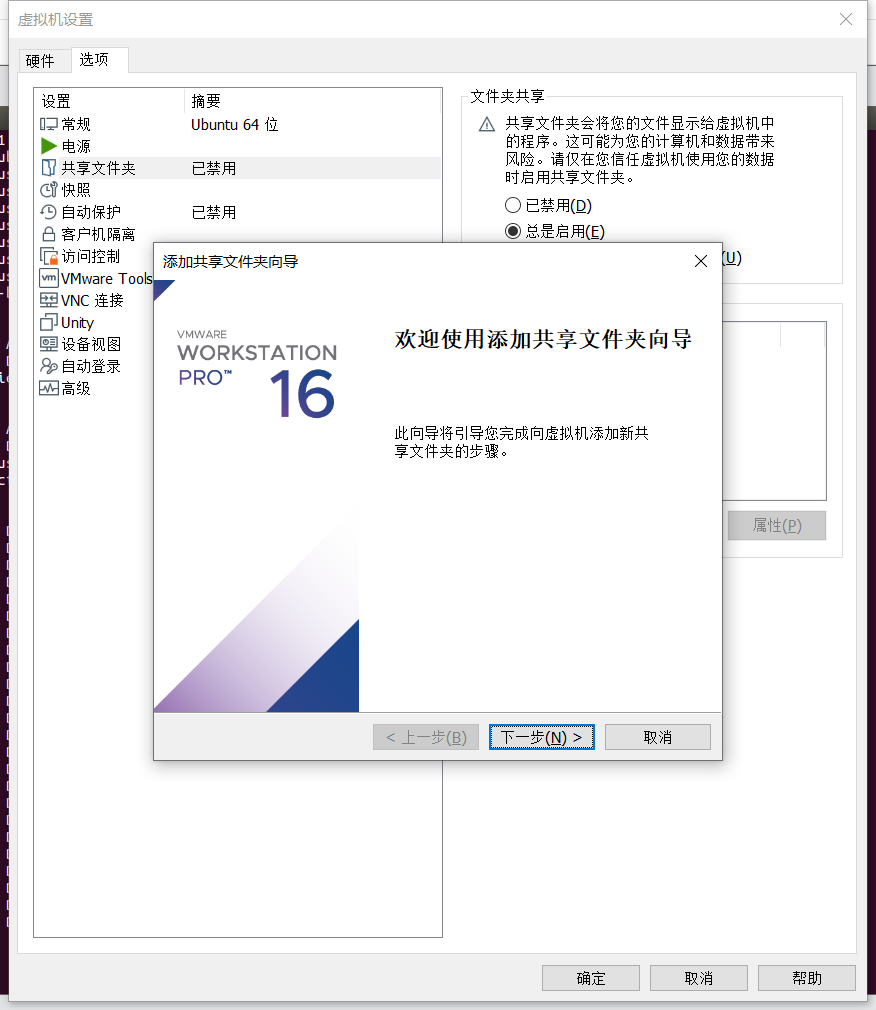 虚拟机设置
硬件 选项
设置 摘要
常规 Ubuntu 64 位
电源
共享文件夹 已禁用
快照
自动保护 已禁用
客户机隔离
访问控制
VMware Tools
VNC 连接
Unity
设备视图
自动登录
高级
文件夹共享
共享文件夹会将您的文件显示给虚拟机中
的程序。这可能为您的计算机和数据带来
风险。请仅在您信任虚拟机使用您的数据
时启用共享文件夹。
已禁用(D)
总是启用(E)
(U)
属性(P)
添加共享文件夹向导
VMWARE
WORKSTATION
PRO™
16
欢迎使用添加共享文件夹向导
此向导将引导您完成向虚拟机添加新共
享文件夹的步骤。
< 上一步(B) 下一步(N) > 取消
确定 取消 帮助